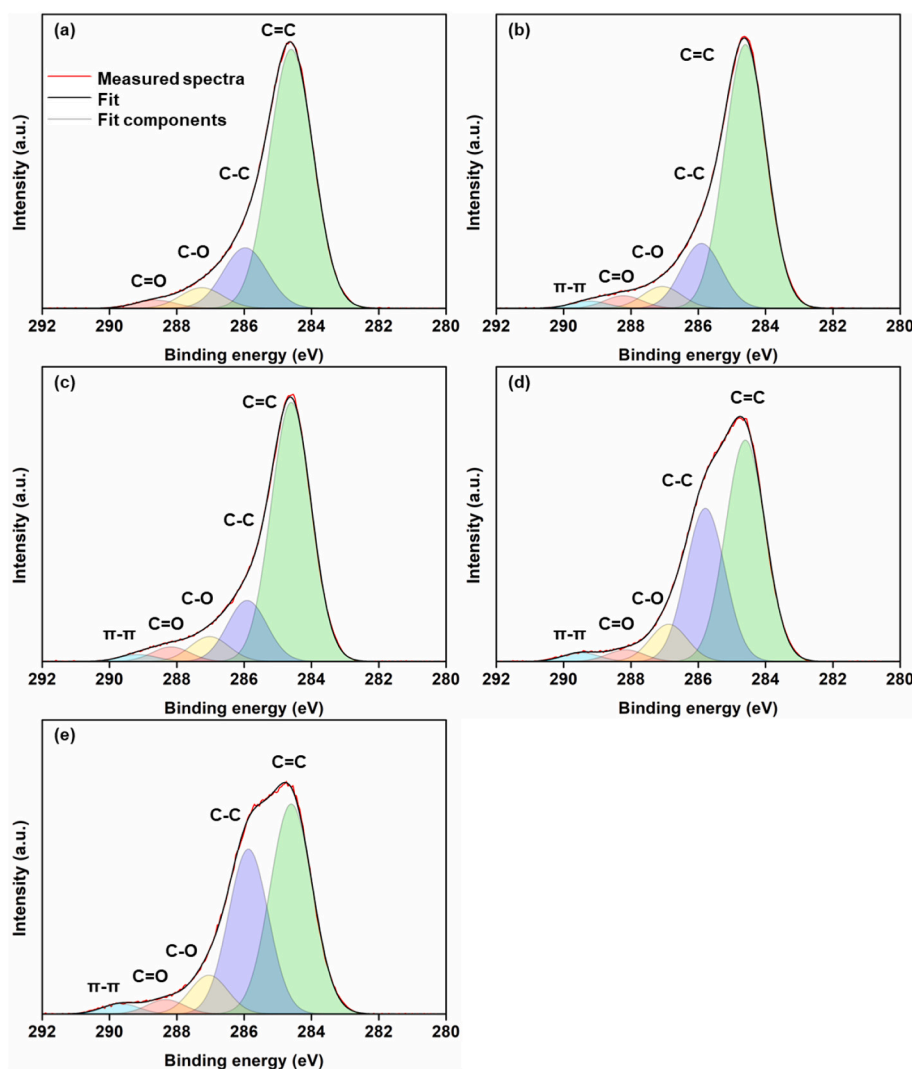 (a)
C=C
Measured spectra
Fit
Fit components
C-C
C-O
C=O
Intensity (a.u.)
292 290 288 286 284 282 280
Binding energy (eV)
(b)
C=C
C-C
C-O
C=O
π-π
Intensity (a.u.)
292 290 288 286 284 282 280
Binding energy (eV)
(c)
C=C
C-C
C-O
C=O
π-π
Intensity (a.u.)
292 290 288 286 284 282 280
Binding energy (eV)
(d)
C=C
C-C
C-O
C=O
π-π
Intensity (a.u.)
292 290 288 286 284 282 280
Binding energy (eV)
(e)
C=C
C-C
C-O
C=O
π-π
Intensity (a.u.)
292 290 288 286 284 282 280
Binding energy (eV)